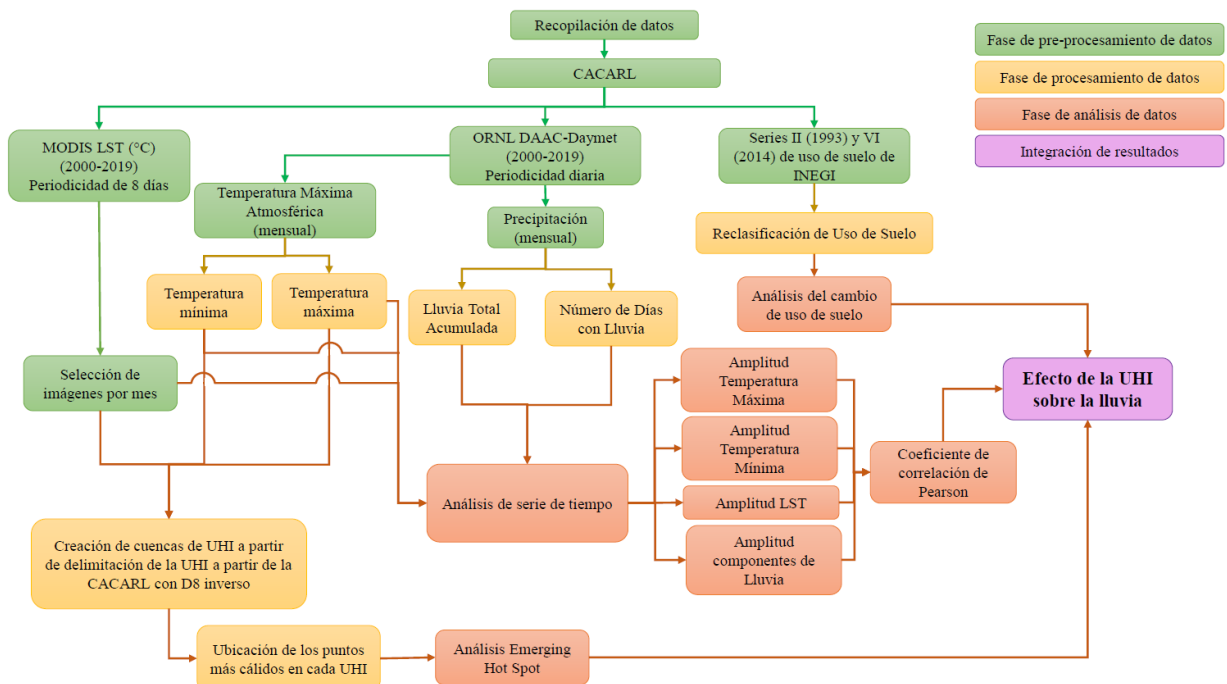 Recopilación de datos
CACARL
Fase de pre-procesamiento de datos
Fase de procesamiento de datos
Fase de análisis de datos
Integración de resultados
MODIS LST (°C)
(2000-2019)
Periodicidad de 8 días
ORNL DAAC-Daymet
(2000-2019)
Periodicidad diaria
Series II (1993) y VI
(2014) de uso de suelo de
INEGI
Temperatura Máxima
Atmosférica
(mensual)
Precipitación
(mensual)
Reclasificación de Uso de Suelo
Temperatura
mínima
Temperatura
máxima
Lluvia Total
Acumulada
Número de Días
con Lluvia
Análisis del cambio
de uso de suelo
Selección de
imágenes por mes
Amplitud
Temperatura
Máxima
Amplitud
Temperatura
Mínima
Amplitud LST
Amplitud
componentes de
Lluvia
Efecto de la UHI
sobre la lluvia
Coeficiente de
correlación de
Pearson
Análisis de serie de tiempo
Creación de cuencas de UHI a partir
de delimitación de la UHI a partir de la
CACARL con D8 inverso
Ubicación de los puntos
más cálidos en cada UHI
Análisis Emerging
Hot Spot